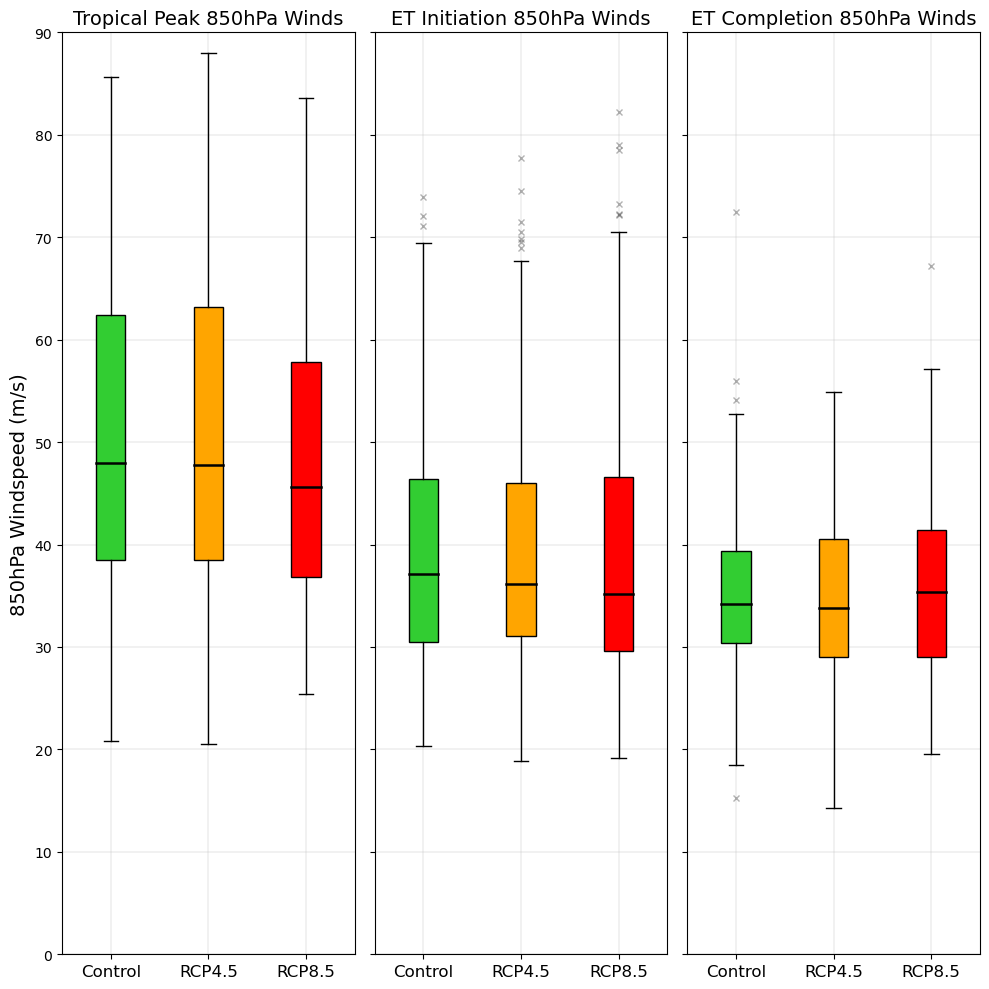 Tropical Peak 850hPa Winds
ET Initiation 850hPa Winds
ET Completion 850hPa Winds
850hPa Windspeed (m/s)
90
80
70
60
50
40
30
20
10
0
Control RCP4.5 RCP8.5
Control RCP4.5 RCP8.5
Control RCP4.5 RCP8.5